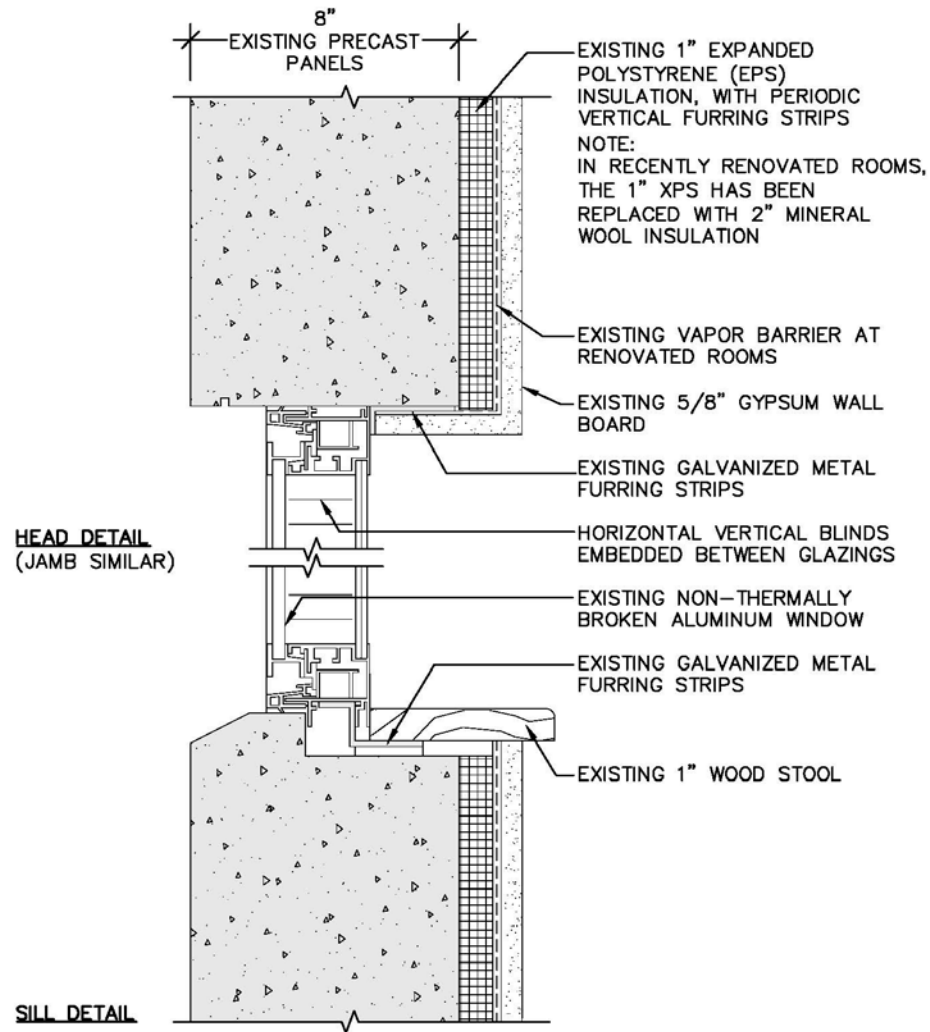 8"
EXISTING PRECAST
PANELS
EXISTING 1" EXPANDED
POLYSTYRENE (EPS)
INSULATION, WITH PERIODIC
VERTICAL FURRING STRIPS
NOTE:
IN RECENTLY RENOVATED ROOMS,
THE 1" XPS HAS BEEN
REPLACED WITH 2" MINERAL
WOOL INSULATION
EXISTING VAPOR BARRIER AT
RENOVATED ROOMS
EXISTING 5/8" GYPSUM WALL
BOARD
EXISTING GALVANIZED METAL
FURRING STRIPS
HEAD DETAIL
(JAMB SIMILAR)
HORIZONTAL VERTICAL BLINDS
EMBEDDED BETWEEN GLAZINGS
EXISTING NON-THERMALLY
BROKEN ALUMINUM WINDOW
EXISTING GALVANIZED METAL
FURRING STRIPS
EXISTING 1" WOOD STOOL
SILL DETAIL